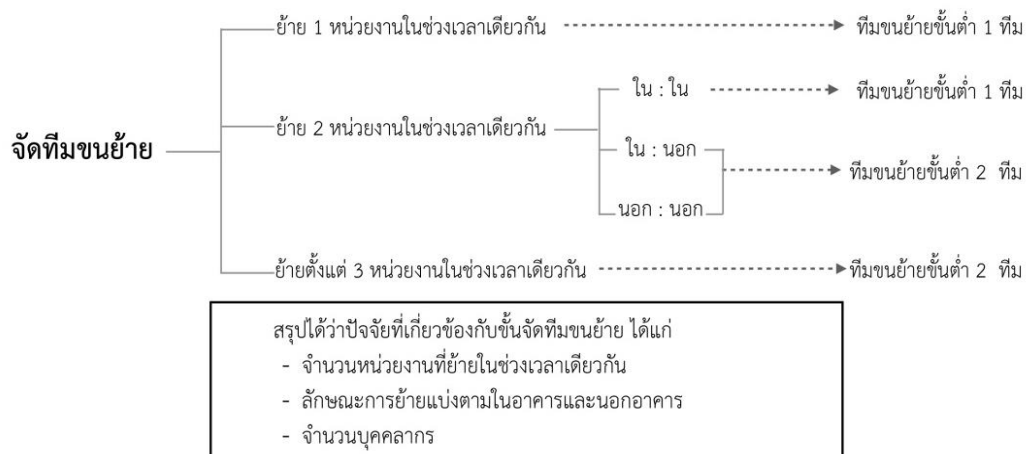 ย้าย 1 หน่วยงานในช่วงเวลาเดียวกัน ทีมขนย้ายขั้นต่ำ 1 ทีม
ใน : ใน ทีมขนย้ายขั้นต่ำ 1 ทีม
ย้าย 2 หน่วยงานในช่วงเวลาเดียวกัน
จัดทีมขนย้าย
ใน : นอก
ทีมขนย้ายขั้นต่ำ 2 ทีม
นอก : นอก
ย้ายตั้งแต่ 3 หน่วยงานในช่วงเวลาเดียวกัน ทีมขนย้ายขั้นต่ำ 2 ทีม
สรุปได้ว่าปัจจัยที่เกี่ยวข้องกับขั้นจัดทีมขนย้าย ได้แก่
- จำนวนหน่วยงานที่ย้ายในช่วงเวลาเดียวกัน
- ลักษณะการย้ายแบ่งตามในอาคารและนอกอาคาร
- จำนวนบุคคลากร